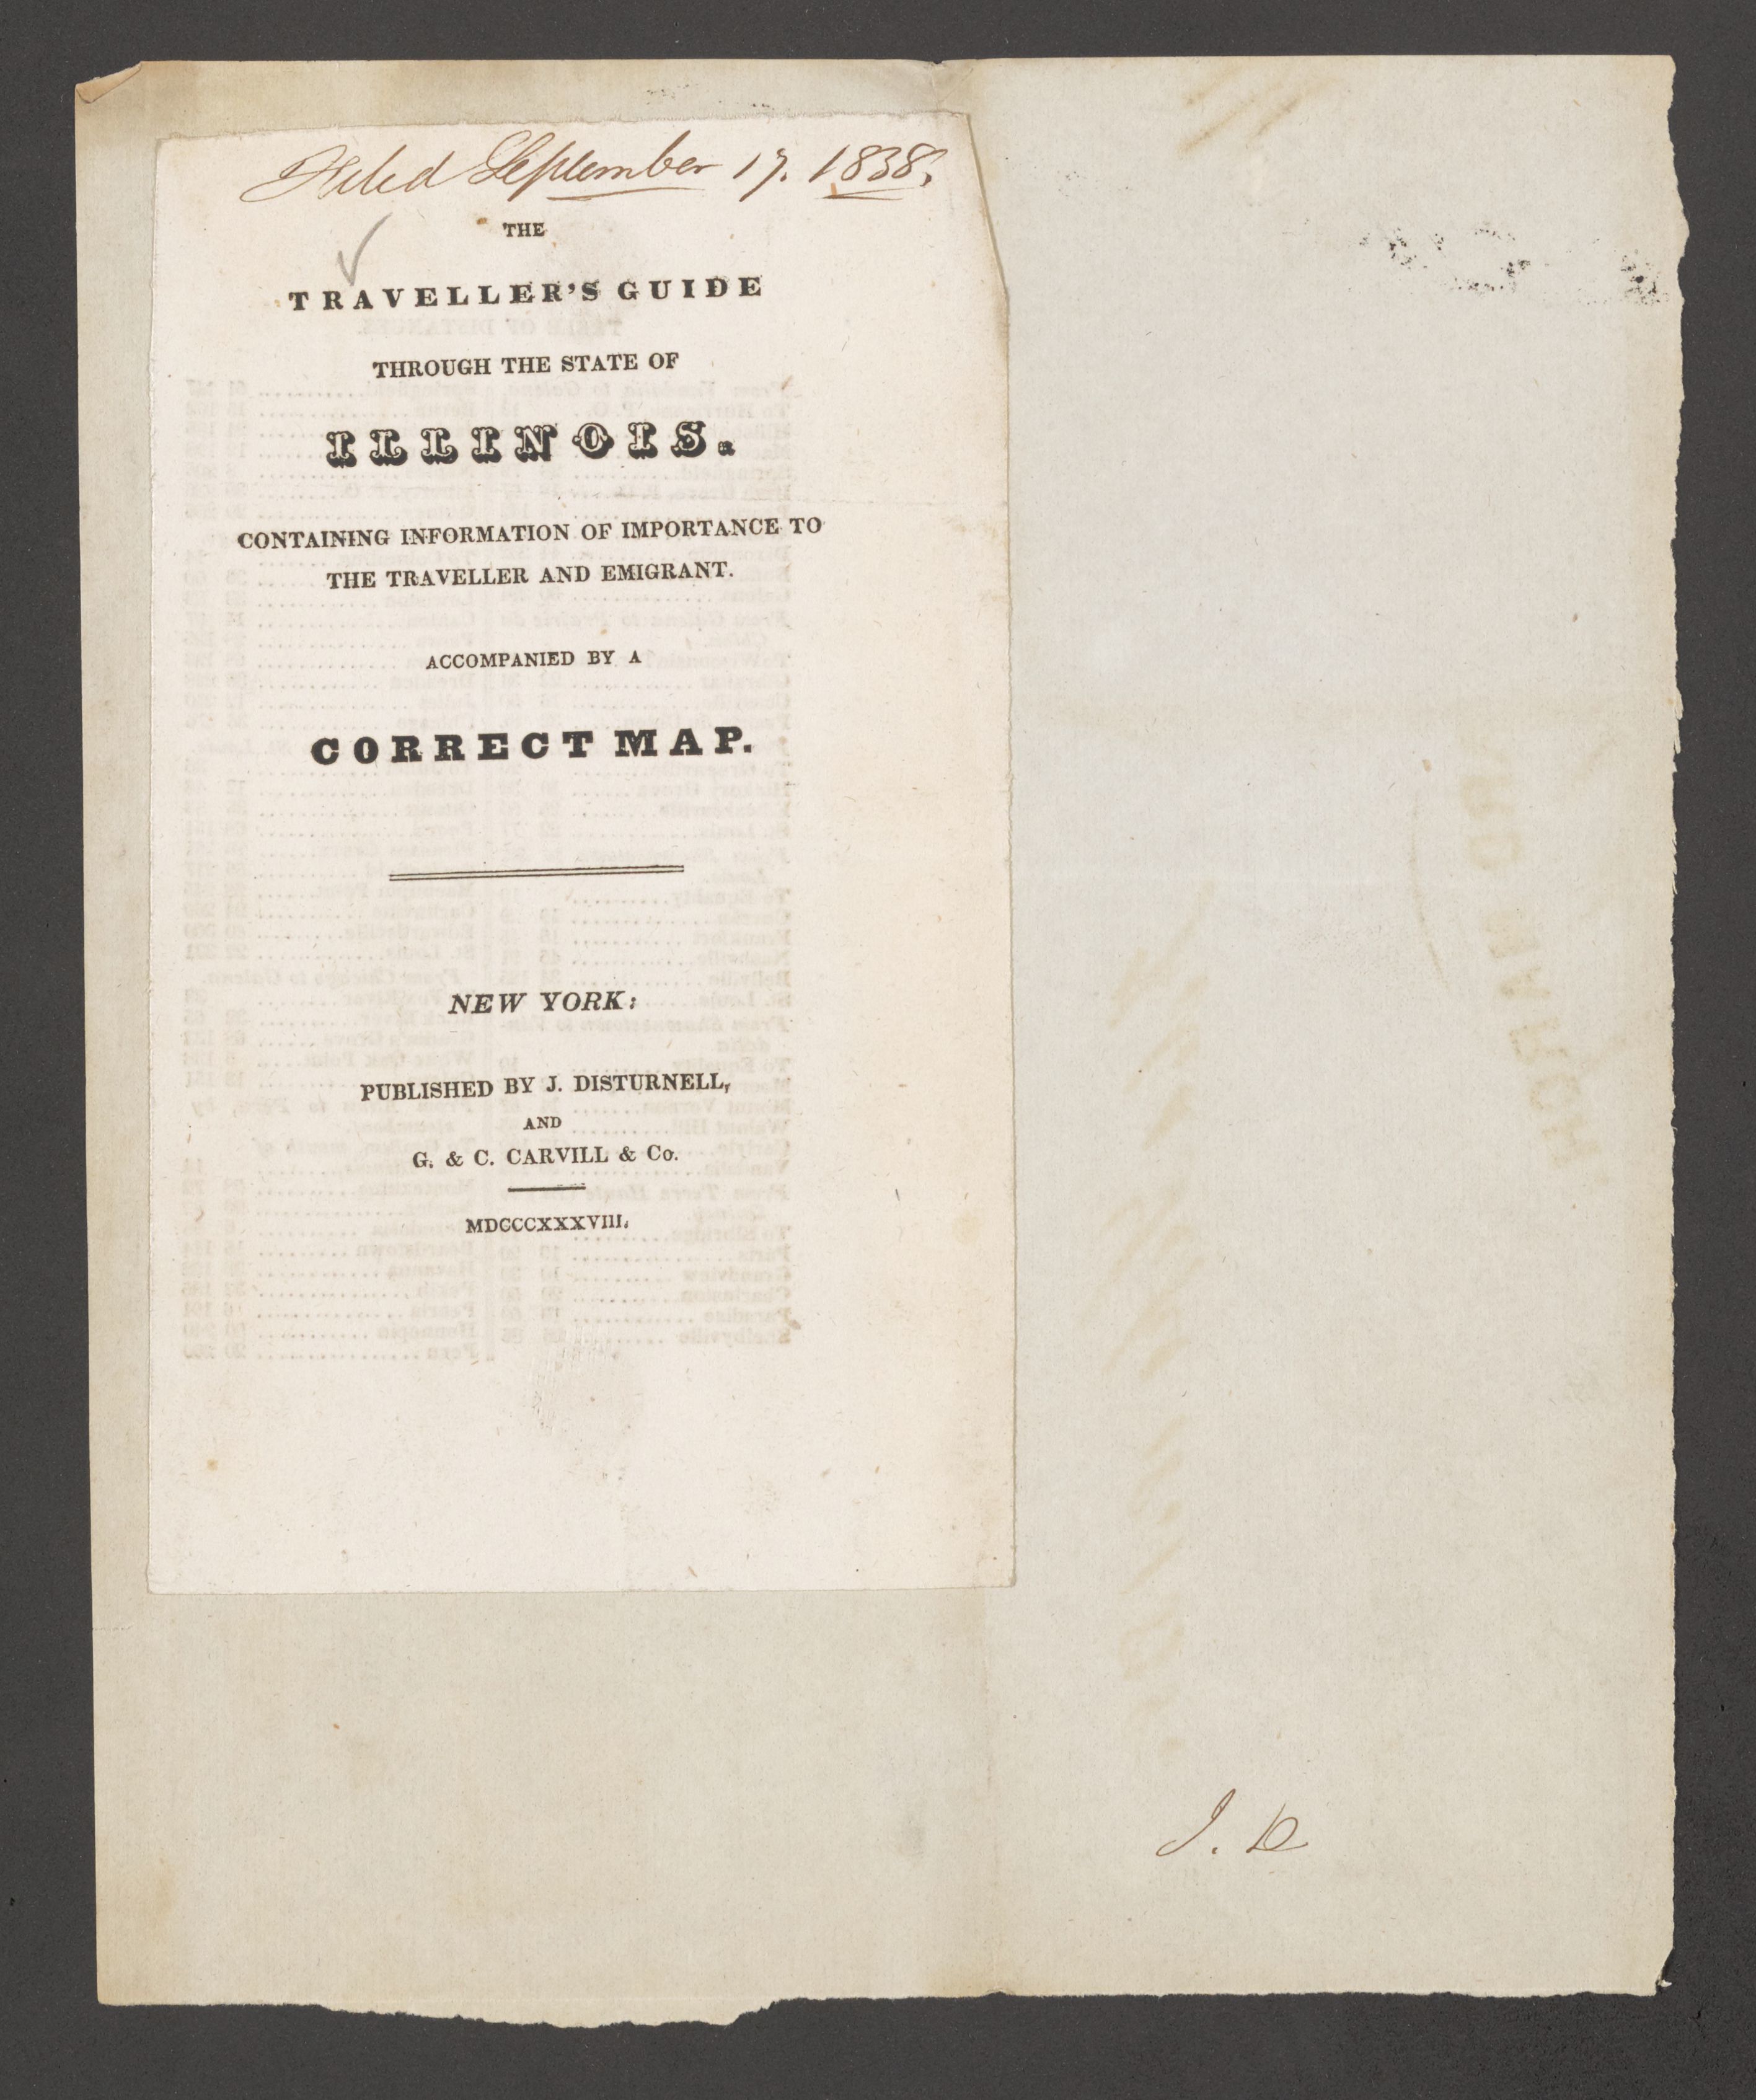 Filed September 17. 1838.
THE
TRAVELLER'S GUIDE
THROUGH THE STATE OF
ILLINOIS.
CONTAINING INFORMATION OF IMPORTANCE TO
THE TRAVELLER AND EMIGRANT.
ACCOMPANIED BY A
CORRECT MAP.
NEW YORK:
PUBLISHED BY J. DISTURNELL,
AND
G. & C. CARVILL & Co.
MDCCCXXXVIII.
J. D